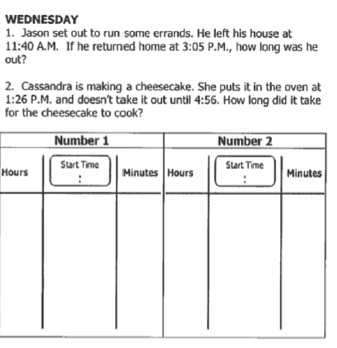 WEDNESDAY
1.  Jason set out to run some errands. He left his house at
11:40 A.M.  If he returned home at 3:05 P.M., how long was he
out?
2.  Cassandra is making a cheesecake. She puts it in the oven at
1:26 P.M. and doesn't take it out until 4:56. How long did it take
for the cheesecake to cook?
Number 1
Number 2
Hours
Start Time
:
Minutes
Hours
Start Time
:
Minutes